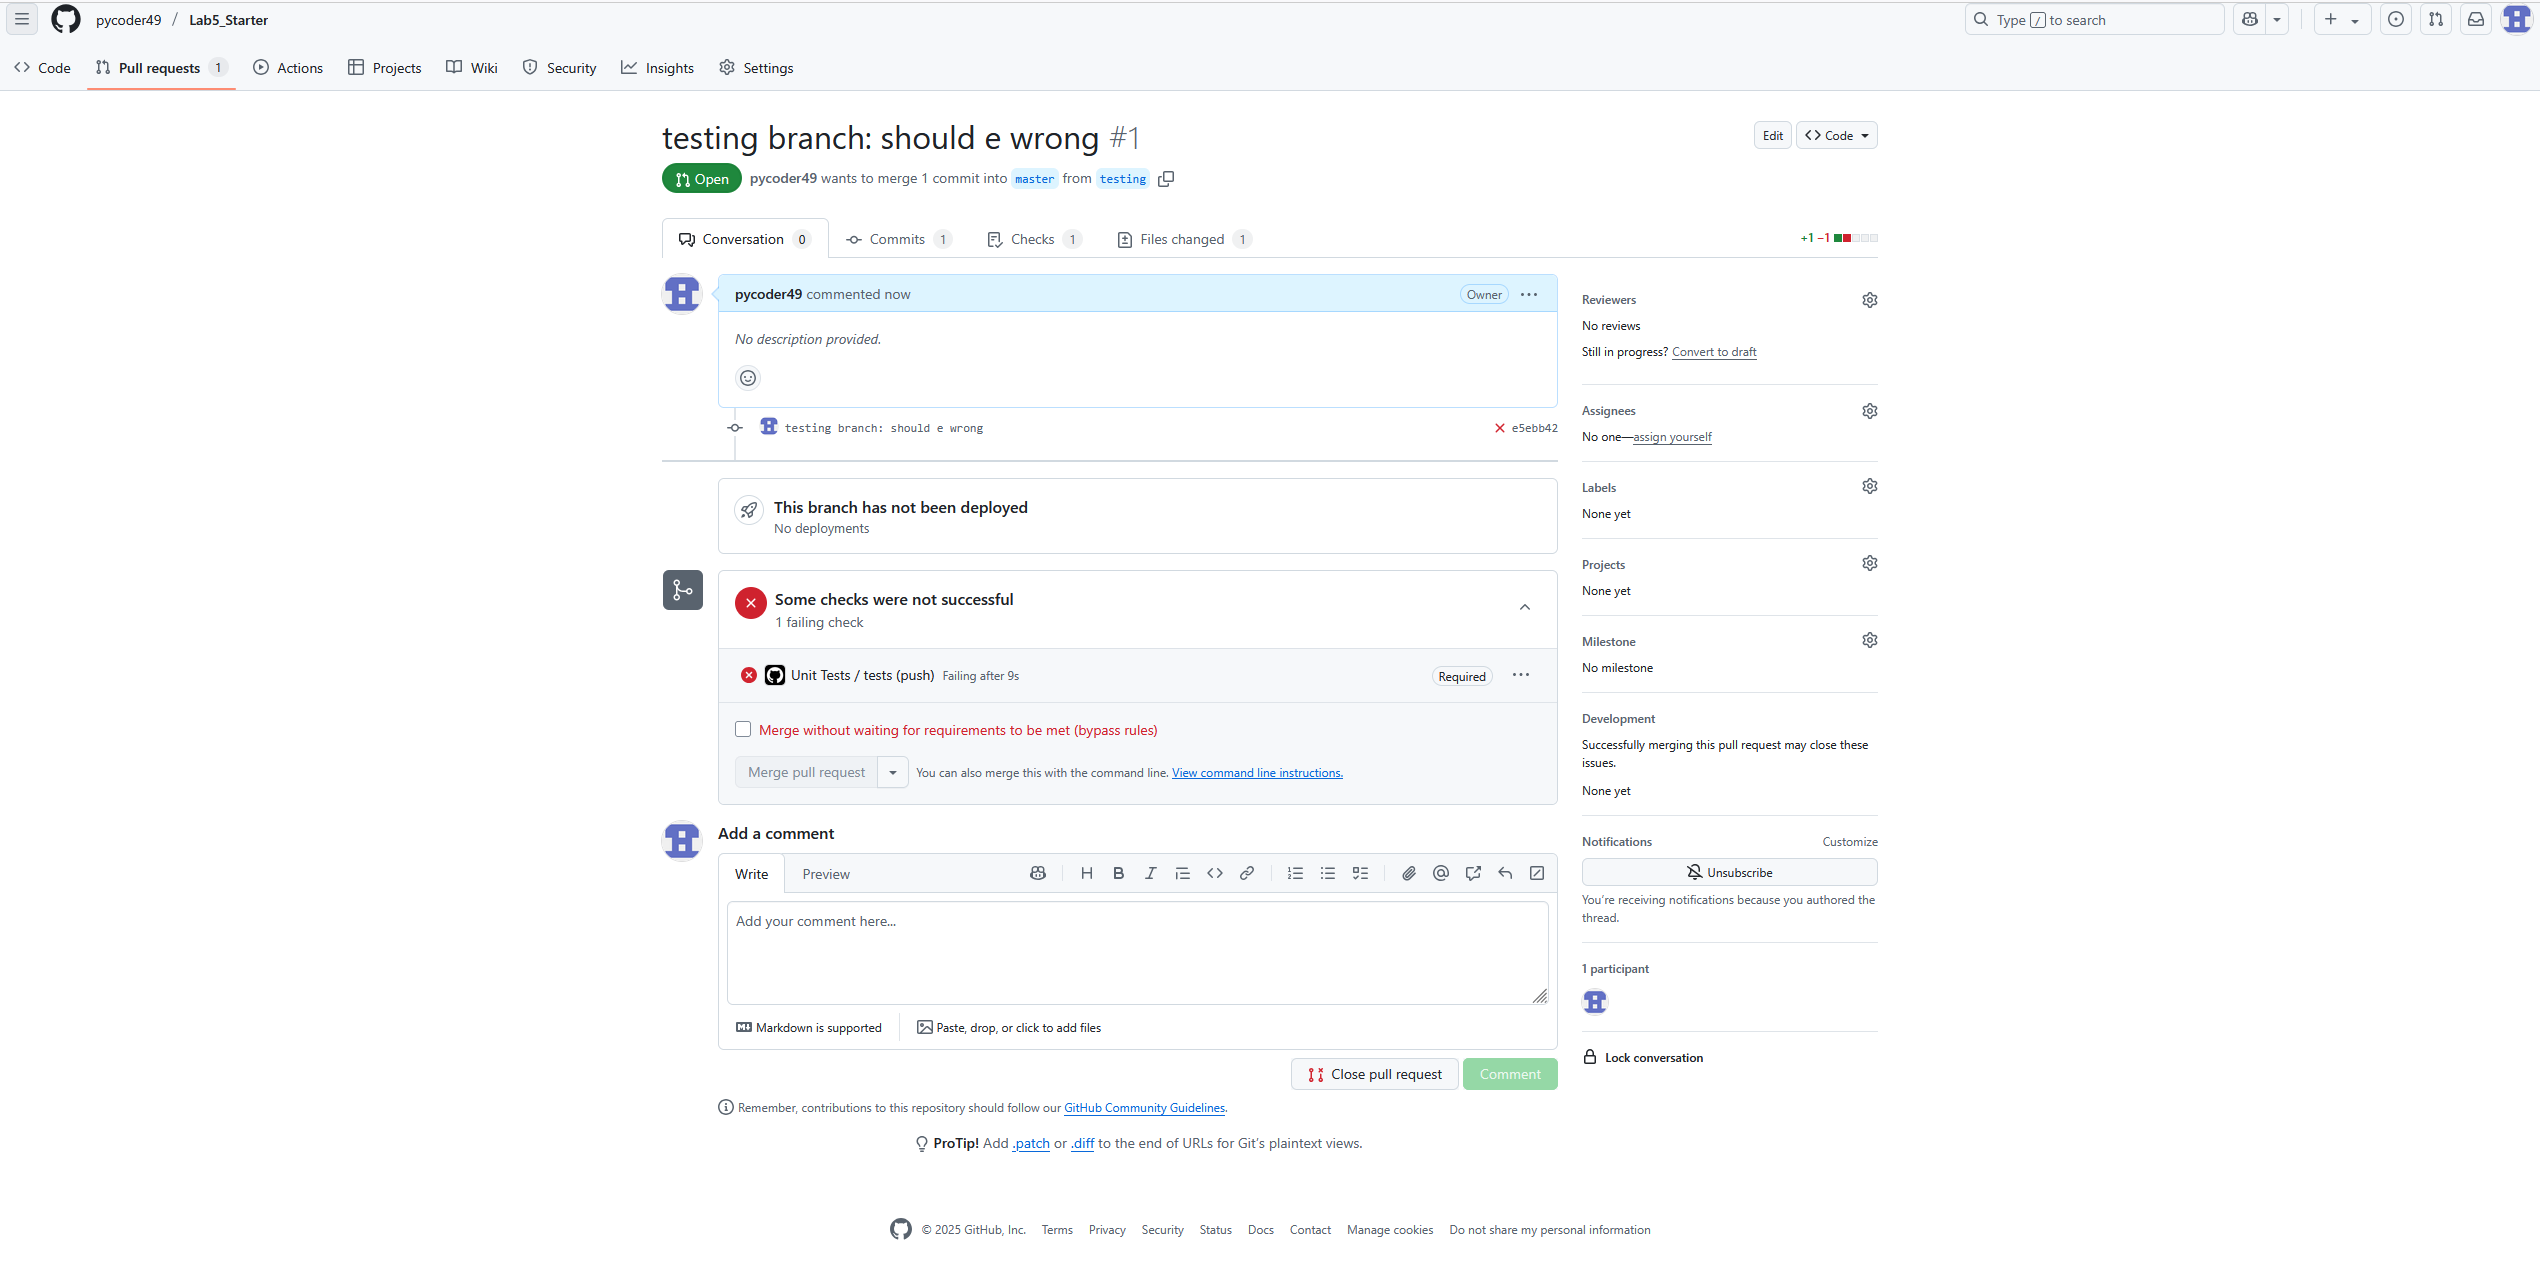 pycoder49 / Lab5_Starter
Type / to search
Code
Pull requests 1
Actions
Projects
Wiki
Security
Insights
Settings
testing branch: should e wrong #1
Edit
Code
Open
pycoder49 wants to merge 1 commit into master from testing
Conversation 0
Commits 1
Checks 1
Files changed 1
+1 −1
pycoder49 commented now
Owner
No description provided.
testing branch: should e wrong
e5ebb42
This branch has not been deployed
No deployments
Some checks were not successful
1 failing check
Unit Tests / tests (push) Failing after 9s
Required
Merge without waiting for requirements to be met (bypass rules)
Merge pull request
You can also merge this with the command line. View command line instructions.
Add a comment
Write
Preview
Add your comment here...
Markdown is supported
Paste, drop, or click to add files
Close pull request
Comment
Remember, contributions to this repository should follow our GitHub Community Guidelines.
ProTip! Add .patch or .diff to the end of URLs for Git's plaintext views.
Reviewers
No reviews
Still in progress? Convert to draft
Assignees
No one—assign yourself
Labels
None yet
Projects
None yet
Milestone
No milestone
Development
Successfully merging this pull request may close these
issues.
None yet
Notifications
Customize
Unsubscribe
You're receiving notifications because you authored the
thread.
1 participant
Lock conversation
© 2025 GitHub, Inc.
Terms
Privacy
Security
Status
Docs
Contact
Manage cookies
Do not share my personal information